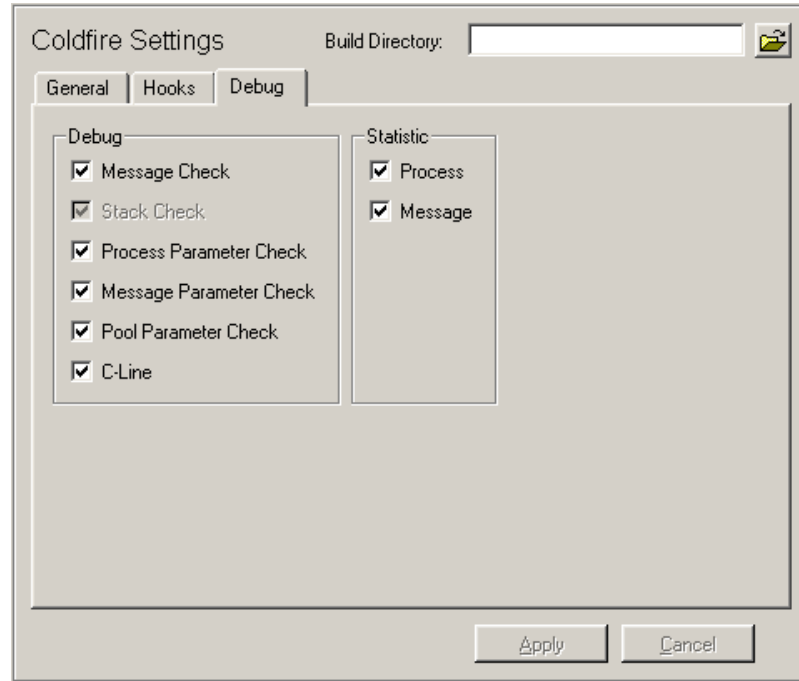 Coldfire Settings
Build Directory:
General
Hooks
Debug
Debug
Message Check
Stack Check
Process Parameter Check
Message Parameter Check
Pool Parameter Check
C-Line
Statistic
Process
Message
Apply
Cancel